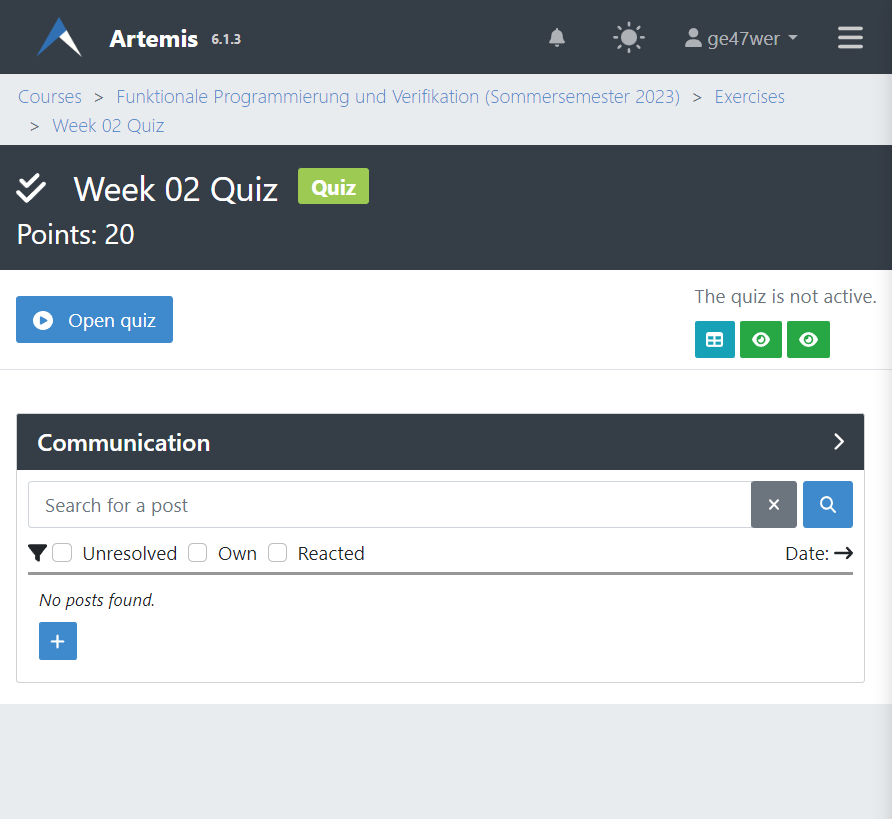 Artemis 6.1.3 ge47wer
Courses > Funktionale Programmierung und Verifikation (Sommersemester 2023) > Exercises
> Week 02 Quiz
Week 02 Quiz Quiz
Points: 20
The quiz is not active.
Open quiz
Communication
Search for a post
Unresolved Own Reacted Date:
No posts found.